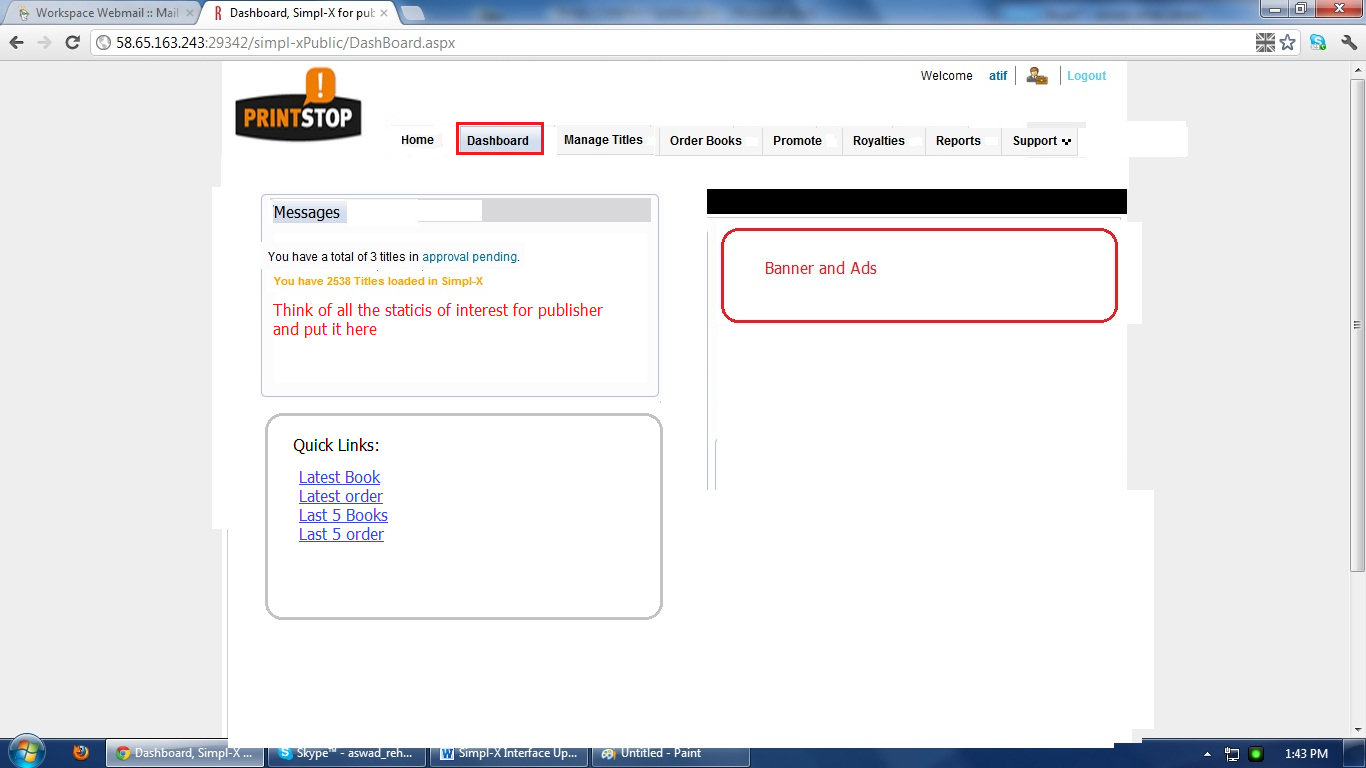 Workspace Webmail :: Mail
Dashboard, Simpl-X for pub
58.65.163.243:29342/simpl-xPublic/DashBoard.aspx
Welcome atif Logout
!
PRINTSTOP
Home Dashboard Manage Titles Order Books Promote Royalties Reports Support
Messages
You have a total of 3 titles in approval pending.
You have 2538 Titles loaded in Simpl-X
Think of all the staticis of interest for publisher
and put it here
Banner and Ads
Quick Links:
Latest Book
Latest order
Last 5 Books
Last 5 order
Dashboard, Simpl-X ... Skype™ - aswad_reh... Simpl-X Interface Up... Untitled - Paint 1:43 PM